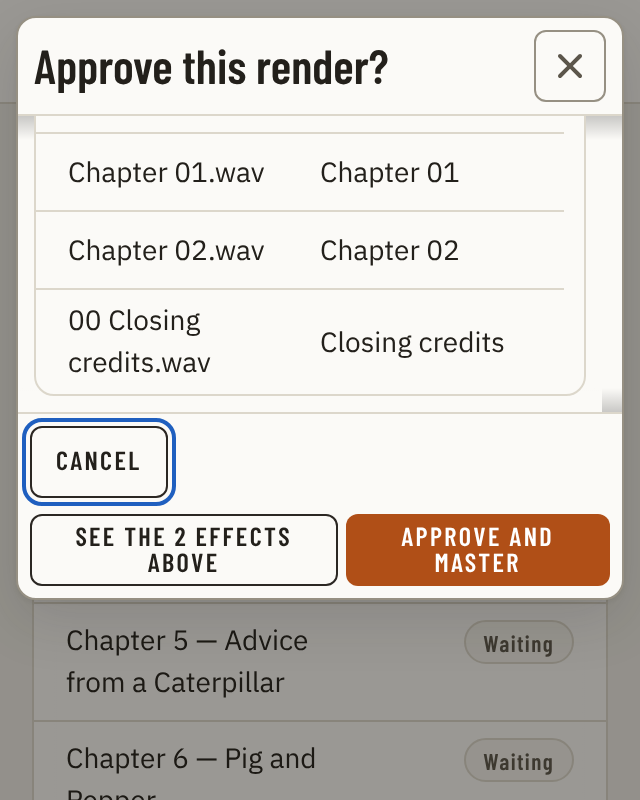 Approve this render?
Chapter 01.wav Chapter 01
Chapter 02.wav Chapter 02
00 Closing
credits.wav
Closing credits
CANCEL
SEE THE 2 EFFECTS
ABOVE
APPROVE AND
MASTER
Chapter 5 — Advice
from a Caterpillar
Waiting
Chapter 6 — Pig and
Pepper
Waiting